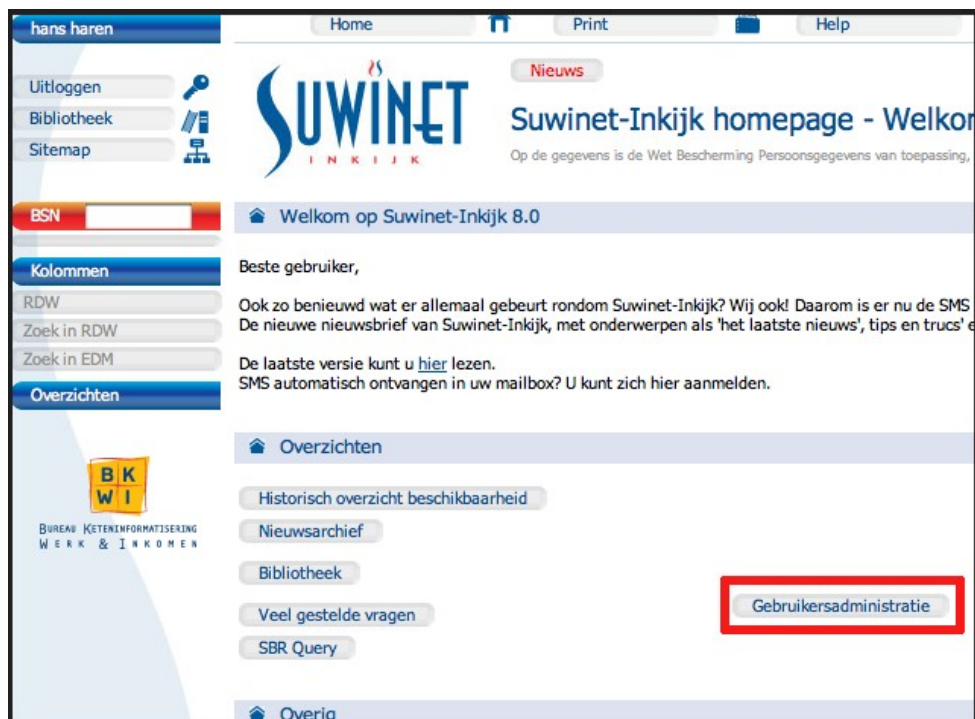 hans haren
Home
Print
Help
Uitloggen
Bibliotheek
Sitemap
SUWINET
INKIJK
Nieuws
Suwinet-Inkijk homepage - Welkor
Op de gegevens is de Wet Bescherming Persoonsgegevens van toepassing,
BSN
Welkom op Suwinet-Inkijk 8.0
Kolommen
RDW
Zoek in RDW
Zoek in EDM
Overzichten
Beste gebruiker,
Ook zo benieuwd wat er allemaal gebeurt rondom Suwinet-Inkijk? Wij ook! Daarom is er nu de SMS
De nieuwe nieuwsbrief van Suwinet-Inkijk, met onderwerpen als 'het laatste nieuws', tips en trucs' e
De laatste versie kunt u hier lezen.
SMS automatisch ontvangen in uw mailbox? U kunt zich hier aanmelden.
BK
WI
BUREAU KETENINFORMATISERING
WERK & INKOMEN
Overzichten
Historisch overzicht beschikbaarheid
Nieuwsarchief
Bibliotheek
Veel gestelde vragen
Gebruikersadministratie
SBR Query
Overig